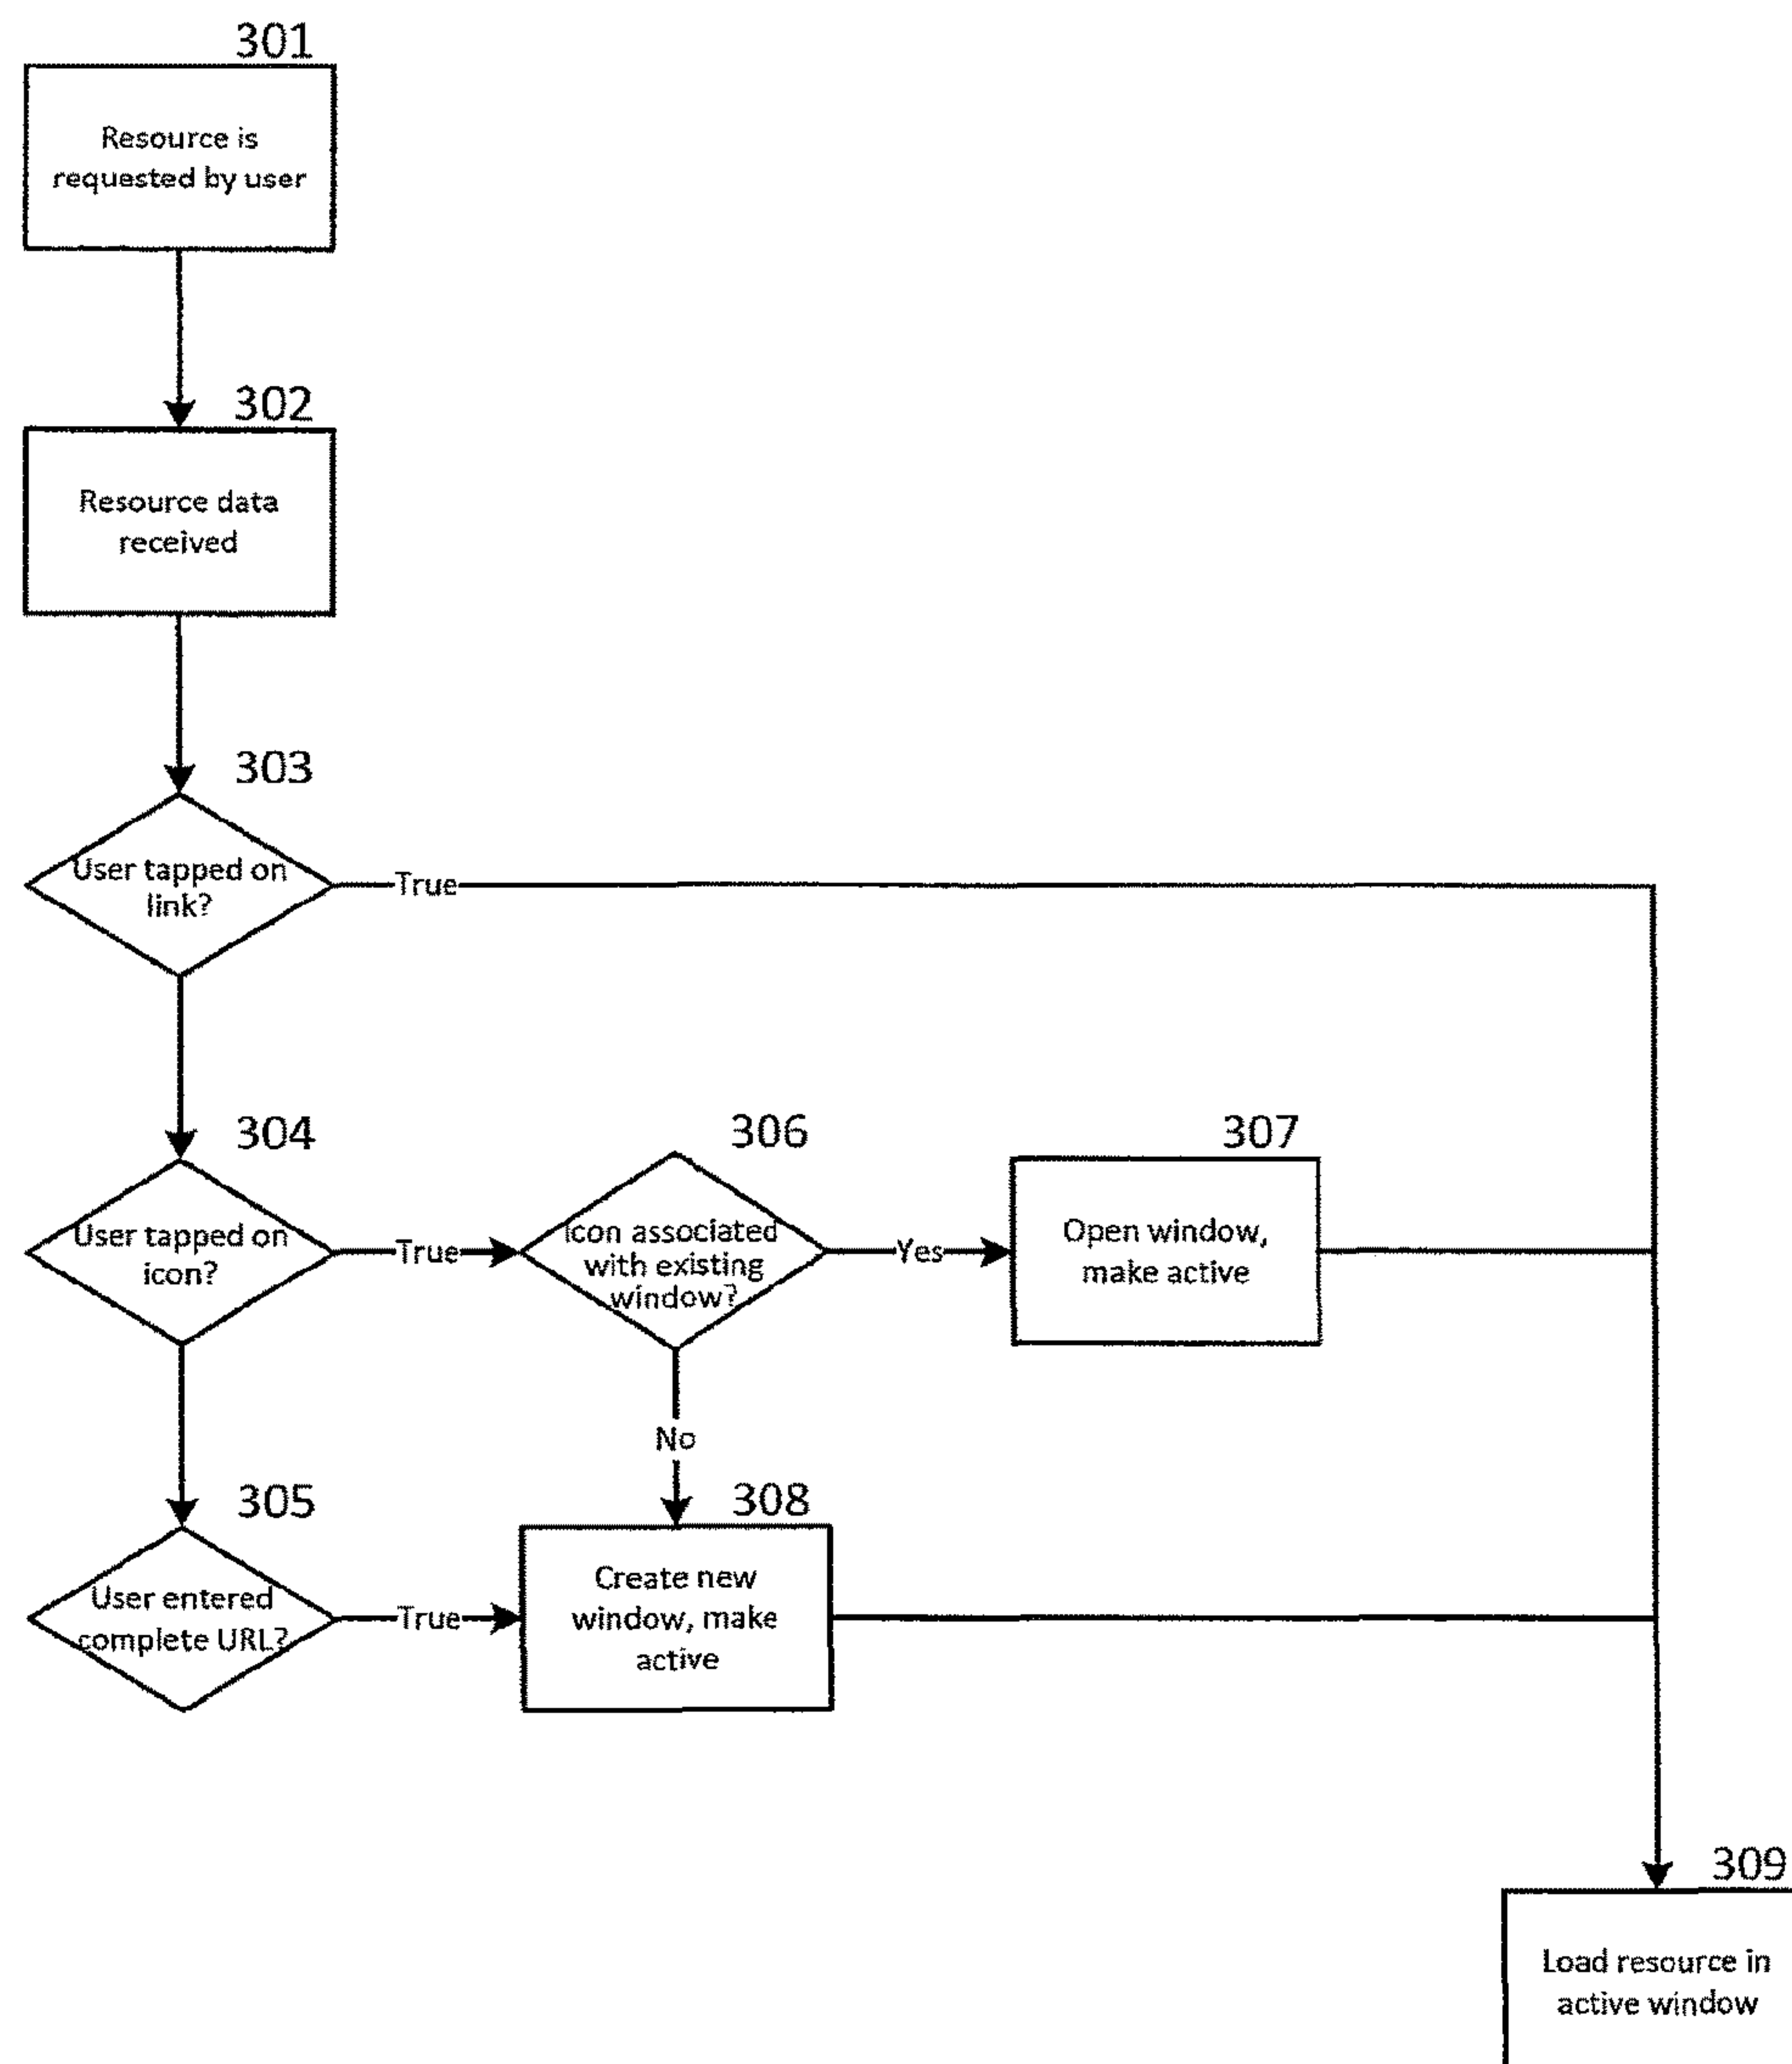 301
Resource is
requested by user
302
Resource data
received
303
User tapped on
link?
True
304
User tapped on
icon?
True
306
Icon associated
with existing
window?
Yes
307
Open window,
make active
No
305
User entered
complete URL?
True
308
Create new
window, make
active
309
Load resource in
active window